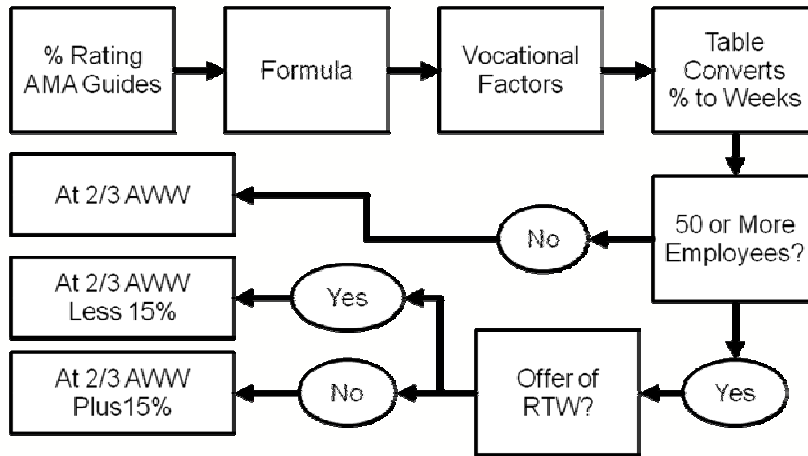 % Rating
AMA Guides
Formula
Vocational
Factors
Table
Converts
% to Weeks
50 or More
Employees?
No
At 2/3 AWW
Yes
Offer of
RTW?
Yes
At 2/3 AWW
Less 15%
No
At 2/3 AWW
Plus15%